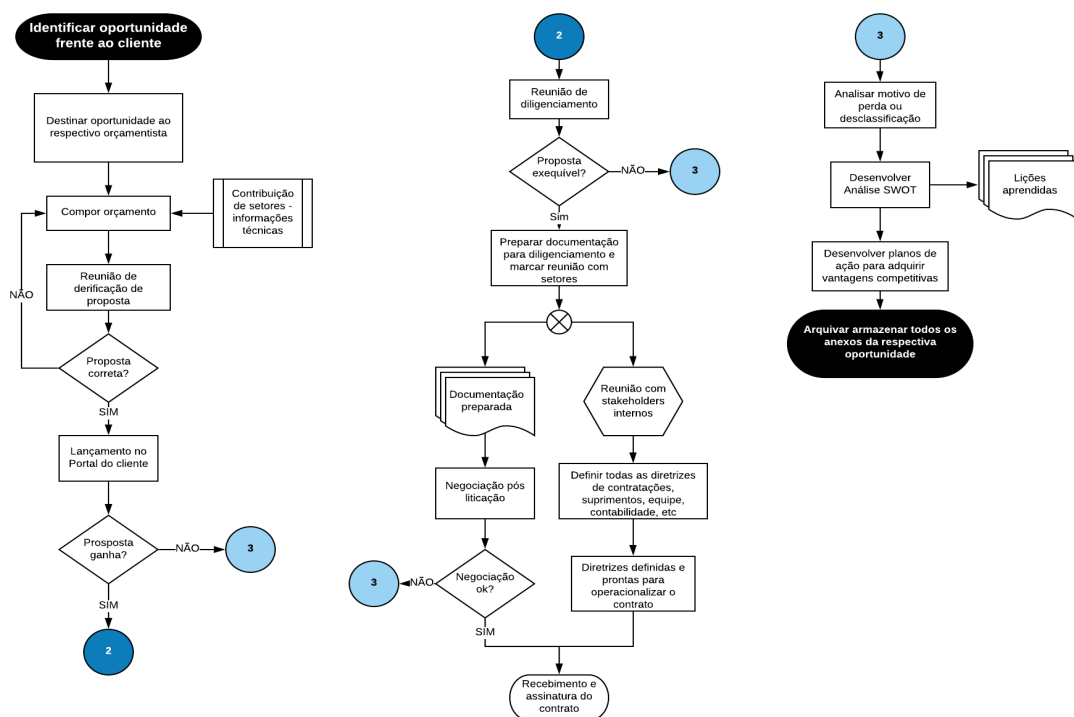 Identificar oportunidade
frente ao cliente
Destinar oportunidade ao
respectivo orçamentista
Compor orçamento
Contribuição
de setores -
informações
técnicas
Reunião de
derificação de
proposta
NÃO
Proposta
correta?
SIM
Lançamento no
Portal do cliente
Prosposta
ganha?
NÃO
3
SIM
2
2
Reunião de
diligenciamento
Proposta
exequível?
NÃO
3
Sim
Preparar documentação
para diligenciamento e
marcar reunião com
setores
Documentação
preparada
Reunião com
stakeholders
internos
Negociação pós
liticação
Definir todas as diretrizes
de contratações,
suprimentos, equipe,
contabilidade, etc
Negociação
ok?
NÃO
3
SIM
Diretrizes definidas e
prontas para
operacionalizar o
contrato
Recebimento e
assinatura do
contrato
3
Analisar motivo de
perda ou
desclassificação
Desenvolver
Análise SWOT
Lições
aprendidas
Desenvolver planos de
ação para adquirir
vantagens competitivas
Arquivar armazenar todos os
anexos da respectiva
oportunidade